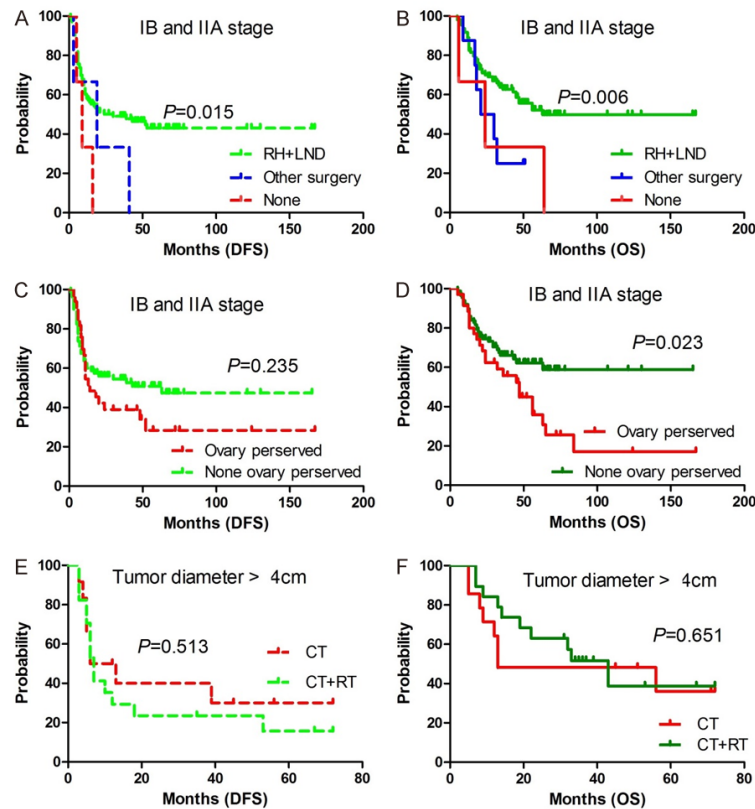 A
IB and IIA stage
100
80
60
40
20
0
Probability
P=0.015
RH+LND
Other surgery
None
0 50 100 150 200
Months (DFS)
B
IB and IIA stage
100
80
60
40
20
0
Probability
P=0.006
RH+LND
Other surgery
None
0 50 100 150 200
Months (OS)
C
IB and IIA stage
100
80
60
40
20
0
Probability
P=0.235
Ovary perserved
None ovary perserved
0 50 100 150 200
Months (DFS)
D
IB and IIA stage
100
80
60
40
20
0
Probability
P=0.023
Ovary perserved
None ovary perserved
0 50 100 150 200
Months (OS)
E
Tumor diameter > 4cm
100
80
60
40
20
0
Probability
P=0.513
CT
CT+RT
0 20 40 60 80
Months (DFS)
F
Tumor diameter > 4cm
100
80
60
40
20
0
Probability
P=0.651
CT
CT+RT
0 20 40 60 80
Months (OS)